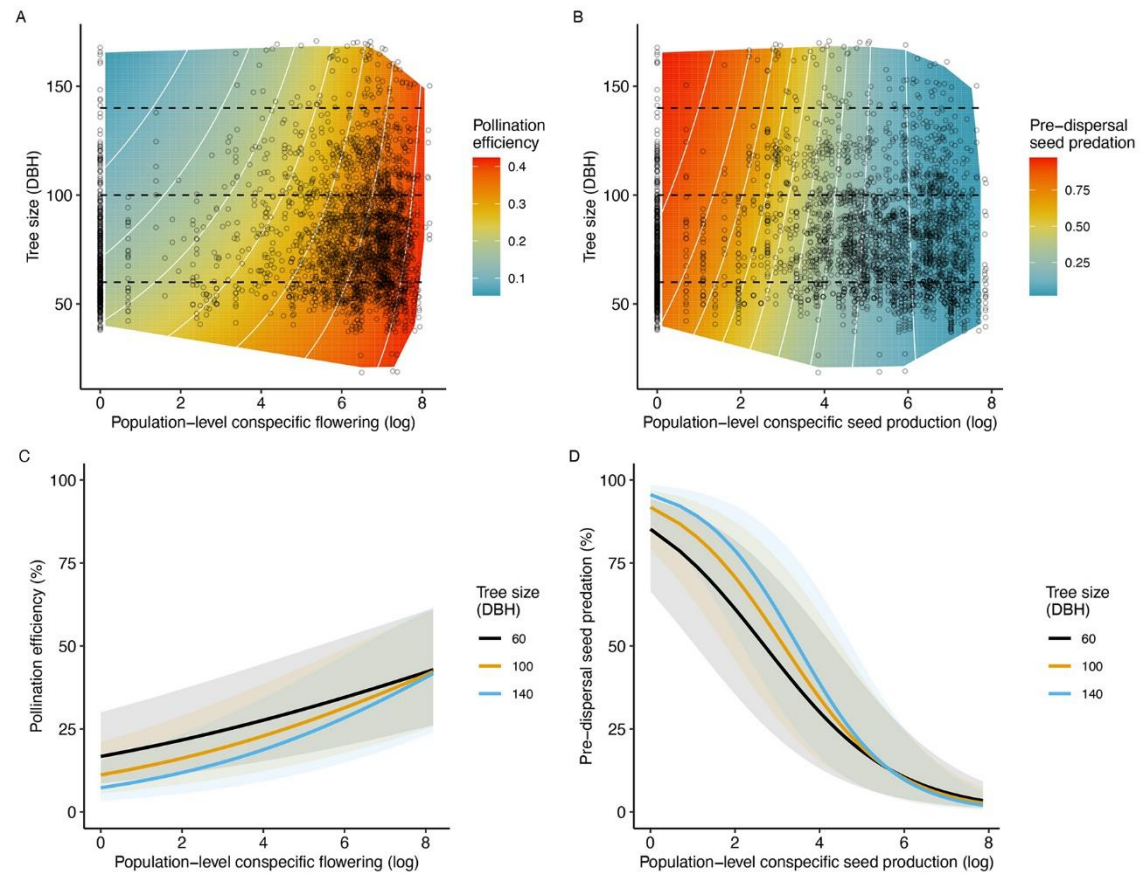 A
150
100
50
Tree size (DBH)
0 2 4 6 8
Population-level conspecific flowering (log)
Pollination
efficiency
0.4
0.3
0.2
0.1
B
150
100
50
Tree size (DBH)
0 2 4 6 8
Population-level conspecific seed production (log)
Pre-dispersal
seed predation
0.75
0.50
0.25
C
100
75
50
25
0
Pollination efficiency (%)
0 2 4 6 8
Population-level conspecific flowering (log)
Tree size
(DBH)
60
100
140
D
100
75
50
25
0
Pre-dispersal seed predation (%)
0 2 4 6 8
Population-level conspecific seed production (log)
Tree size
(DBH)
60
100
140